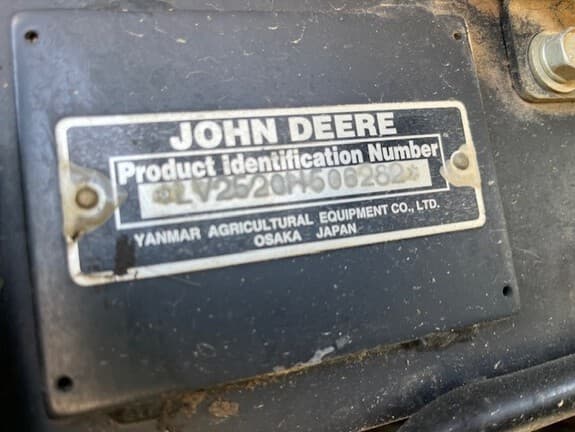 JOHN DEERE
Product Identification Number
*LV2520H506282*
YANMAR AGRICULTURAL EQUIPMENT CO., LTD.
OSAKA JAPAN